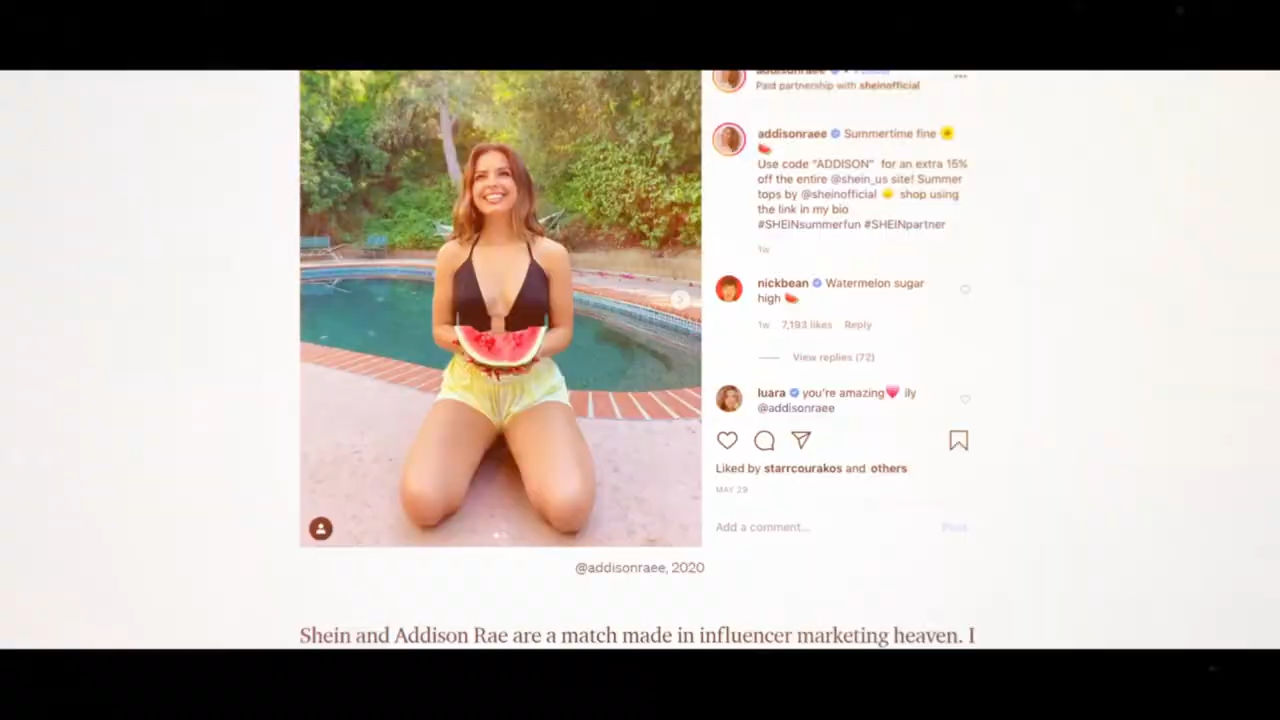 Paid partnership with sheinofficial
addisonraee Summertime fine
Use code "ADDISON" for an extra 15%
off the entire @shein_us site! Summer
tops by @sheinofficial shop using
the link in my bio
#SHEINsummerfun #SHEINpartner
1w
nickbean Watermelon sugar
high
1w 7,193 likes Reply
View replies (72)
luara you're amazing ily
@addisonraee
Liked by starrcourakos and others
MAY 29
Add a comment... Post
@addisonraee, 2020
Shein and Addison Rae are a match made in influencer marketing heaven. I